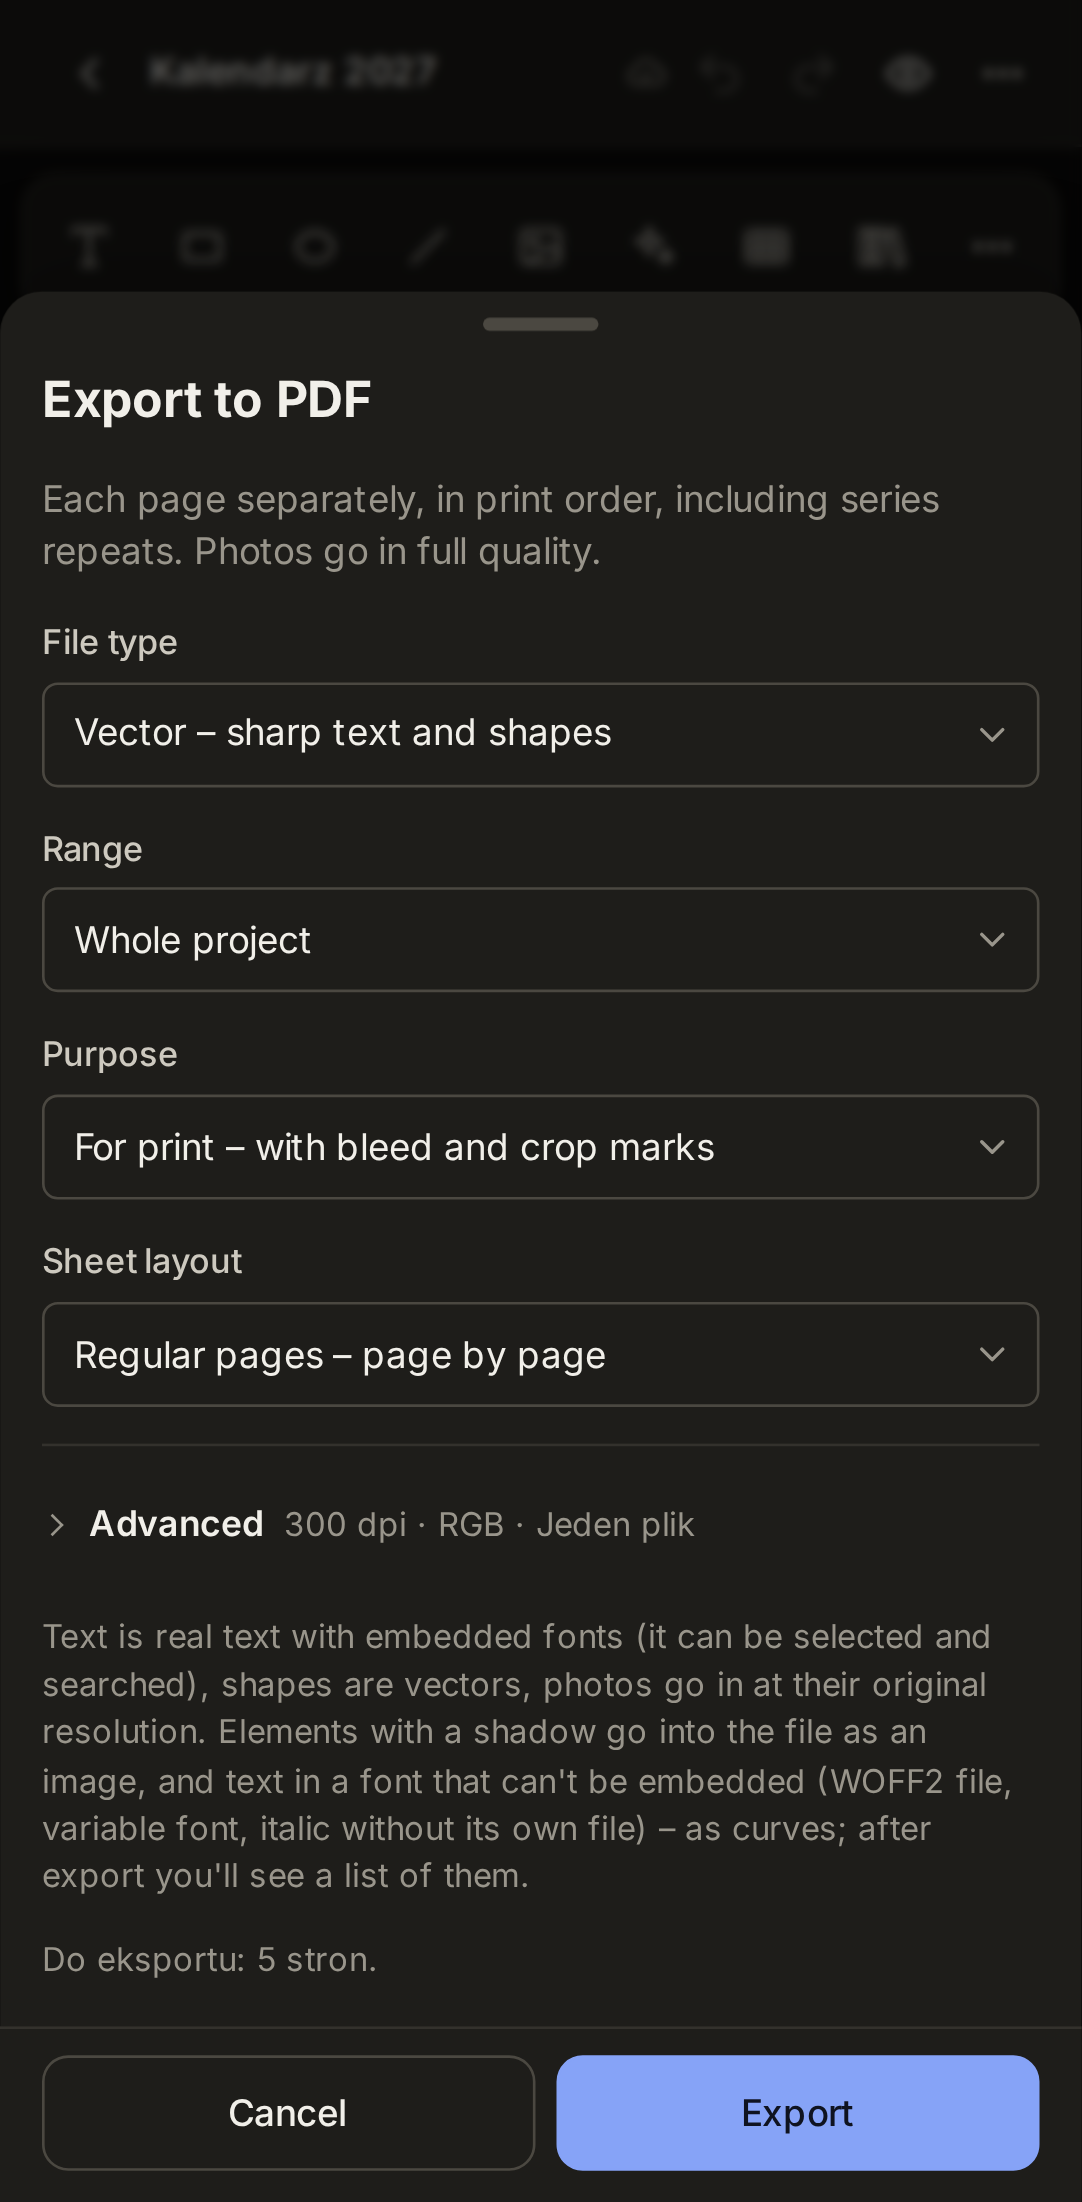 Kalendarz 2027
Export to PDF
Each page separately, in print order, including series
repeats. Photos go in full quality.
File type
Vector – sharp text and shapes
Range
Whole project
Purpose
For print – with bleed and crop marks
Sheet layout
Regular pages – page by page
Advanced 300 dpi · RGB · Jeden plik
Text is real text with embedded fonts (it can be selected and
searched), shapes are vectors, photos go in at their original
resolution. Elements with a shadow go into the file as an
image, and text in a font that can't be embedded (WOFF2 file,
variable font, italic without its own file) – as curves; after
export you'll see a list of them.
Do eksportu: 5 stron.
Cancel
Export